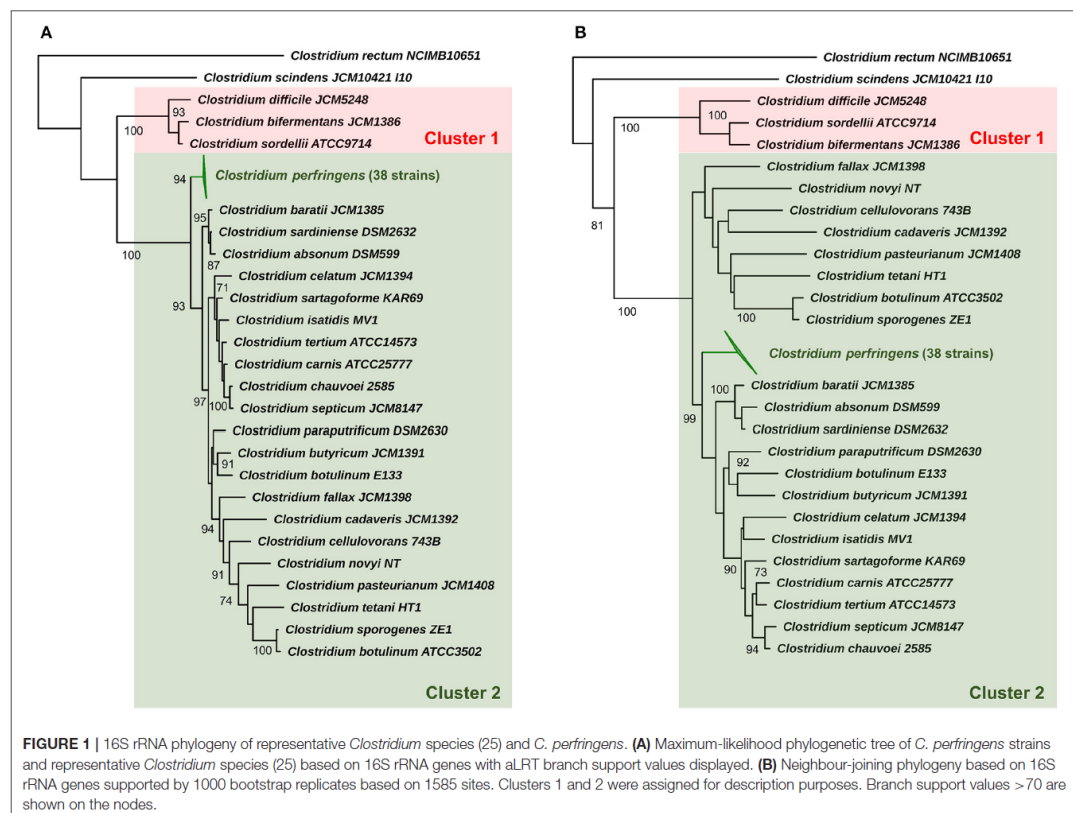 A
Clostridium rectum NCIMB10651
Clostridium scindens JCM10421 I10
Clostridium difficile JCM5248
93
Clostridium bifermentans JCM1386
100
Clostridium sordellii ATCC9714
Cluster 1
94
Clostridium perfringens (38 strains)
95
Clostridium baratii JCM1385
Clostridium sardiniense DSM2632
100
Clostridium absonum DSM599
87
Clostridium celatum JCM1394
71
93
Clostridium sartagoforme KAR69
Clostridium isatidis MV1
Clostridium tertium ATCC14573
Clostridium carnis ATCC25777
Clostridium chauvoei 2585
97
100
Clostridium septicum JCM8147
Clostridium paraputrificum DSM2630
Clostridium butyricum JCM1391
91
Clostridium botulinum E133
Clostridium fallax JCM1398
Clostridium cadaveris JCM1392
94
Clostridium cellulovorans 743B
Clostridium novyi NT
91
Clostridium pasteurianum JCM1408
74
Clostridium tetani HT1
Clostridium sporogenes ZE1
100
Clostridium botulinum ATCC3502
Cluster 2
B
Clostridium rectum NCIMB10651
Clostridium scindens JCM10421 I10
Clostridium difficile JCM5248
100
Clostridium sordellii ATCC9714
100
Clostridium bifermentans JCM1386
Cluster 1
Clostridium fallax JCM1398
Clostridium novyi NT
Clostridium cellulovorans 743B
81
Clostridium cadaveris JCM1392
Clostridium pasteurianum JCM1408
Clostridium tetani HT1
Clostridium botulinum ATCC3502
100
100
Clostridium sporogenes ZE1
Clostridium perfringens (38 strains)
100
Clostridium baratii JCM1385
Clostridium absonum DSM599
99
Clostridium sardiniense DSM2632
Clostridium paraputrificum DSM2630
92
Clostridium botulinum E133
Clostridium butyricum JCM1391
Clostridium celatum JCM1394
Clostridium isatidis MV1
Clostridium sartagoforme KAR69
90
73
Clostridium carnis ATCC25777
Clostridium tertium ATCC14573
Clostridium septicum JCM8147
94
Clostridium chauvoei 2585
Cluster 2
FIGURE 1 | 16S rRNA phylogeny of representative Clostridium species (25) and C. perfringens. (A) Maximum-likelihood phylogenetic tree of C. perfringens strains
and representative Clostridium species (25) based on 16S rRNA genes with aLRT branch support values displayed. (B) Neighbour-joining phylogeny based on 16S
rRNA genes supported by 1000 bootstrap replicates based on 1585 sites. Clusters 1 and 2 were assigned for description purposes. Branch support values >70 are
shown on the nodes.